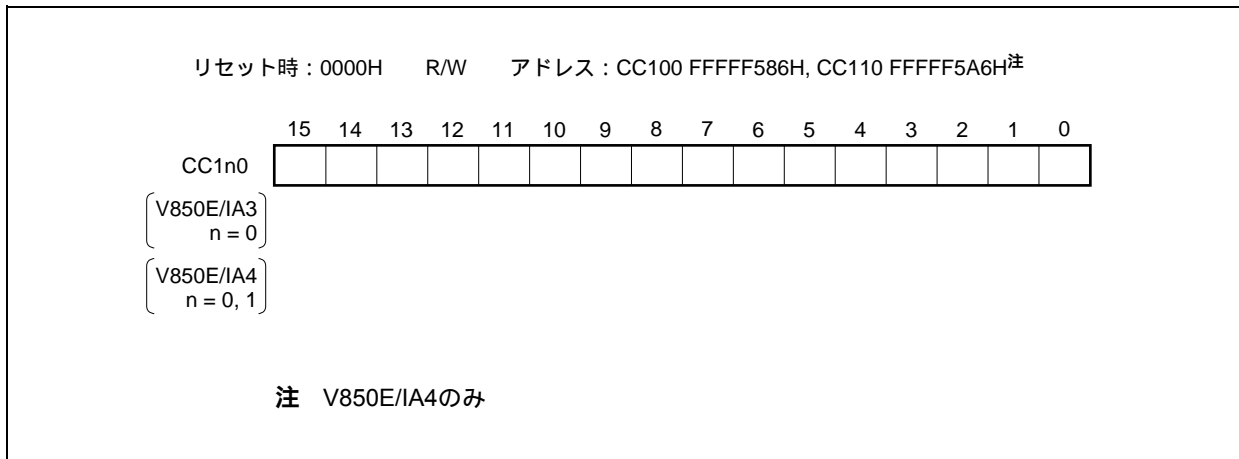 リセット時：0000H R/W アドレス：CC100 FFFFF586H, CC110 FFFFF5A6H注
15 14 13 12 11 10 9 8 7 6 5 4 3 2 1 0
CC1n0
V850E/IA3
n = 0
V850E/IA4
n = 0, 1
注 V850E/IA4のみ